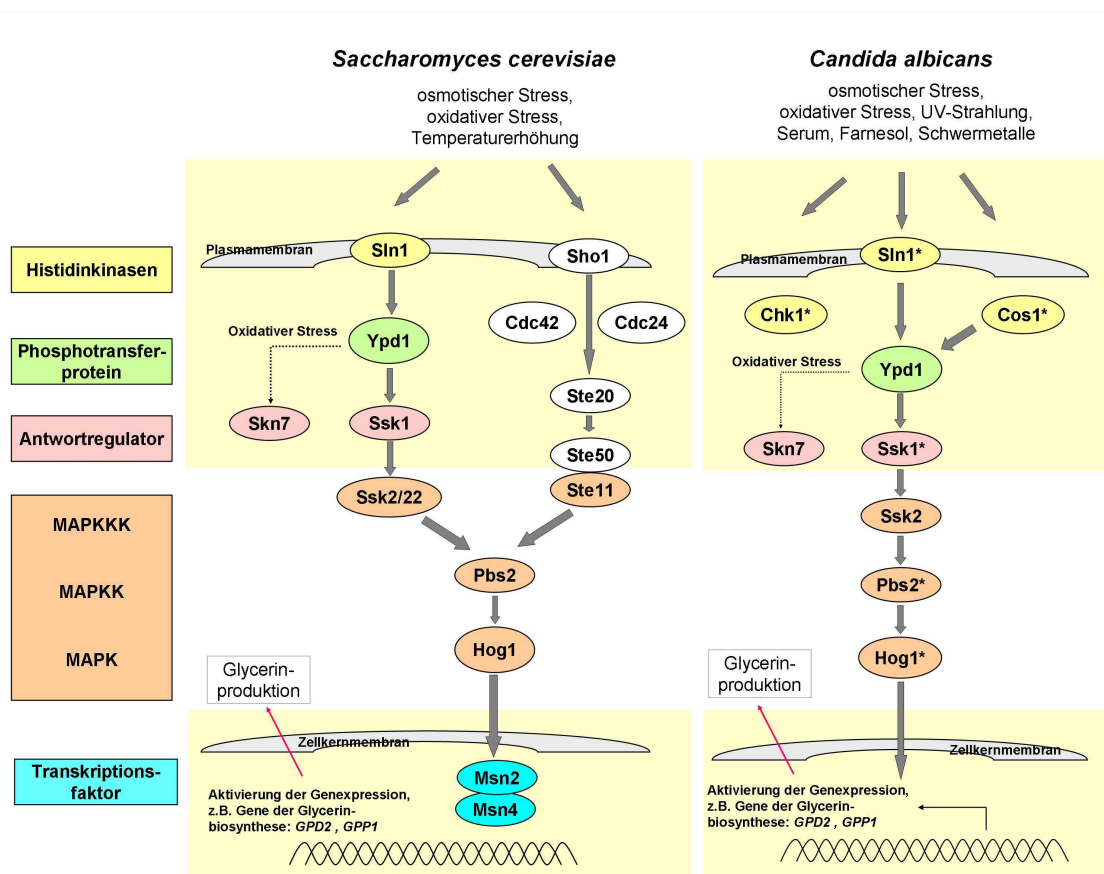 Saccharomyces cerevisiae
osmotischer Stress,
oxidativer Stress,
Temperaturerhöhung
Candida albicans
osmotischer Stress,
oxidativer Stress, UV-Strahlung,
Serum, Farnesol, Schwermetalle
Histidinkinasen
Phosphotransfer-
protein
Antwortregulator
MAPKKK
MAPKK
MAPK
Transkriptions-
faktor
Plasmamembran
Sln1
Sho1
Cdc42
Cdc24
Oxidativer Stress
Ypd1
Ste20
Skn7
Ssk1
Ste50
Ste11
Ssk2/22
Pbs2
Hog1
Glycerin-
produktion
Zellkernmembran
Msn2
Msn4
Aktivierung der Genexpression,
z.B. Gene der Glycerin-
biosynthese: GPD2 , GPP1
Plasmamembran
Sln1*
Chk1*
Cos1*
Oxidativer Stress
Ypd1
Skn7
Ssk1*
Ssk2
Pbs2*
Hog1*
Glycerin-
produktion
Zellkernmembran
Aktivierung der Genexpression,
z.B. Gene der Glycerin-
biosynthese: GPD2 , GPP1